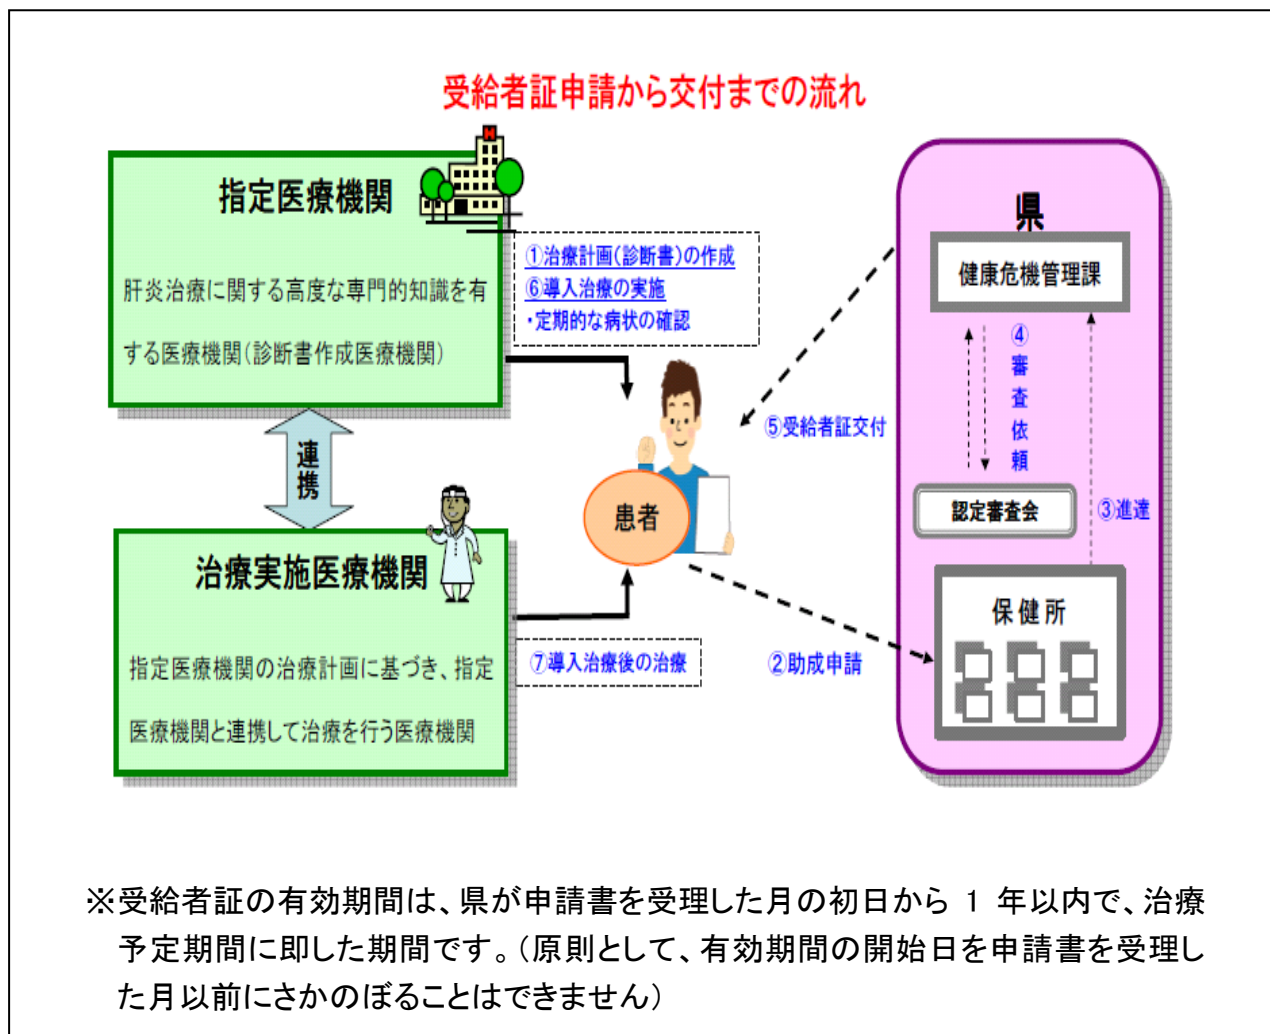 受給者証申請から交付までの流れ
H
指定医療機関
肝炎治療に関する高度な専門的知識を有
する医療機関(診断書作成医療機関)
①治療計画(診断書)の作成
⑥導入治療の実施
・定期的な病状の確認
連携
治療実施医療機関
指定医療機関の治療計画に基づき、指定
医療機関と連携して治療を行う医療機関
⑦導入治療後の治療
患者
②助成申請
⑤受給者証交付
県
健康危機管理課
④審査依頼
認定審査会
③進達
保健所
※受給者証の有効期間は、県が申請書を受理した月の初日から 1 年以内で、治療
予定期間に即した期間です。(原則として、有効期間の開始日を申請書を受理し
た月以前にさかのぼることはできません)